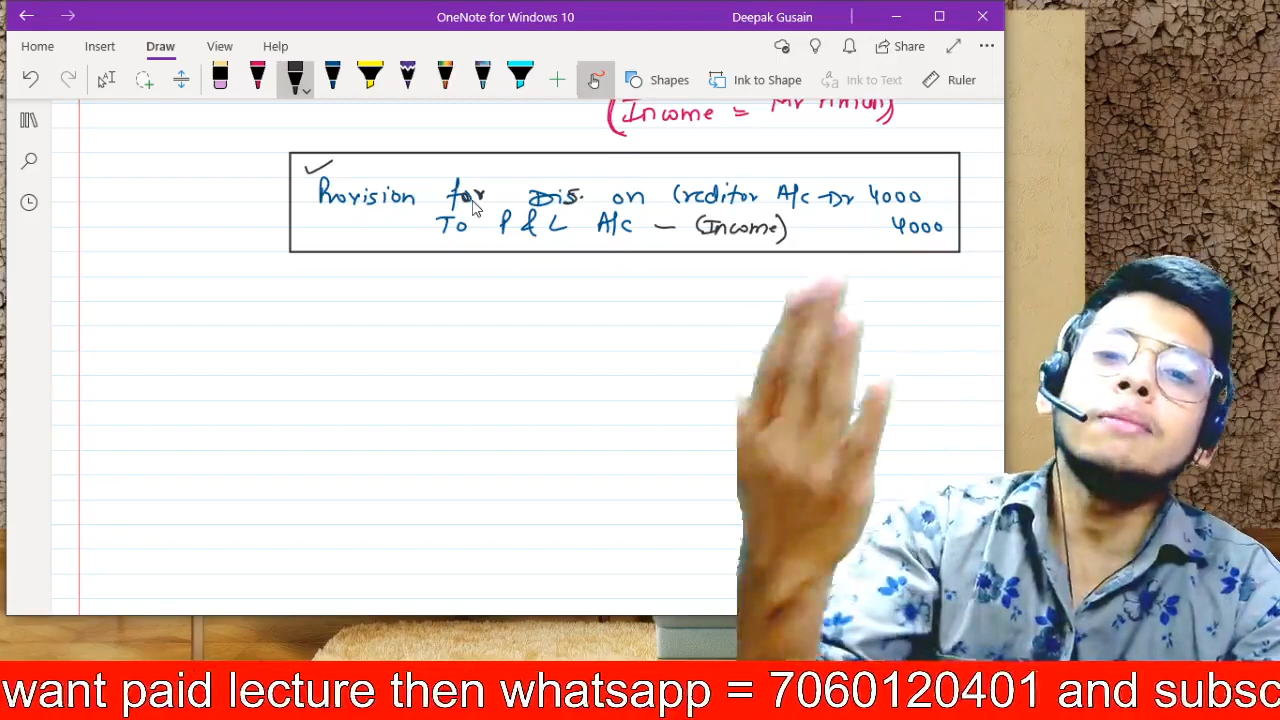 OneNote for Windows 10
Deepak Gusain
Home Insert Draw View Help
Share
Shapes Ink to Shape Ink to Text Ruler
(Income =
Provision for Dis. on Creditor A/c Dr 4000
To P & L A/c – (Income) 4000
want paid lecture then whatsapp = 7060120401 and subsc